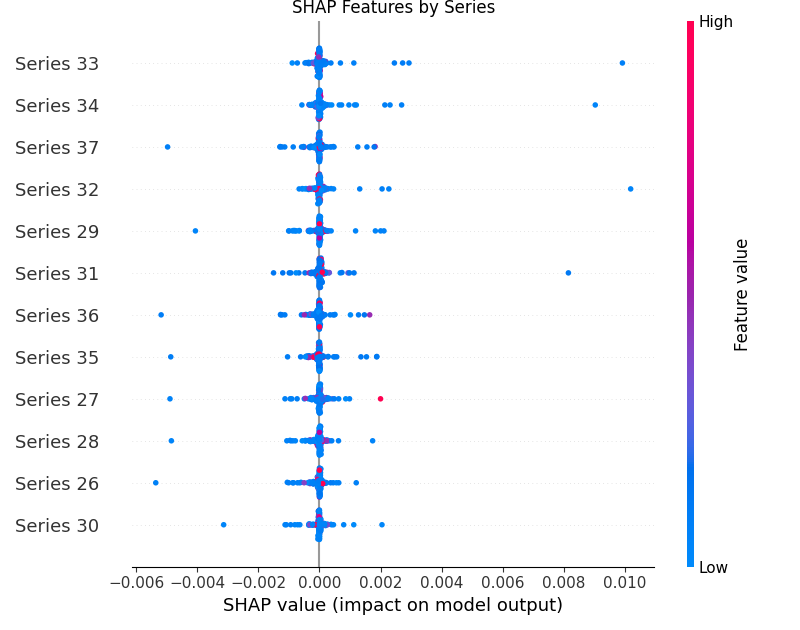 SHAP Features by Series
High
Series 33
Series 34
Series 37
Series 32
Series 29
Series 31
Series 36
Series 35
Series 27
Series 28
Series 26
Series 30
Feature value
Low
−0.006 −0.004 −0.002 0.000 0.002 0.004 0.006 0.008 0.010
SHAP value (impact on model output)